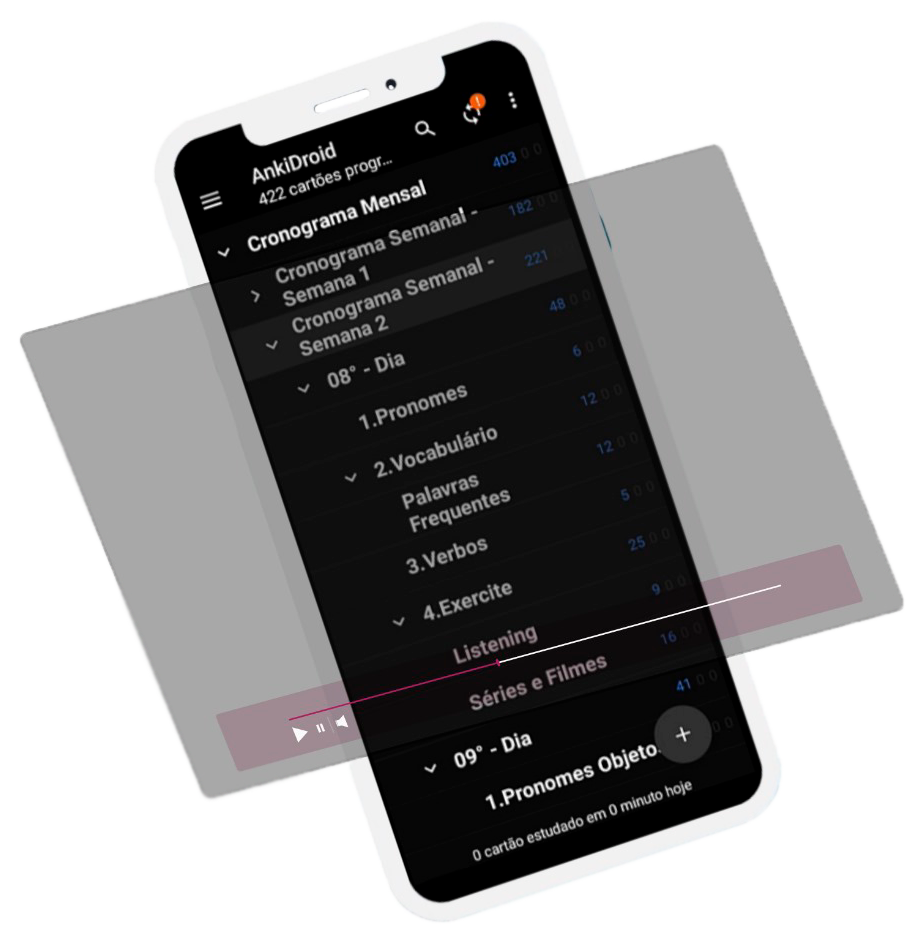 AnkiDroid
422 cartões progr...
Cronograma Mensal 403 0 0
Cronograma Semanal - 182 0 0
Semana 1
Cronograma Semanal - 221
Semana 2
08° - Dia 48 0 0
1.Pronomes 6 0 0
2.Vocabulário 12 0 0
Palavras 12 0 0
Frequentes
3.Verbos 5 0 0
4.Exercite 25 0 0
Listening 9 0 0
Séries e Filmes 16 0 0
09° - Dia 41 0 0
1.Pronomes Objeto 0 0
0 cartão estudado em 0 minuto hoje